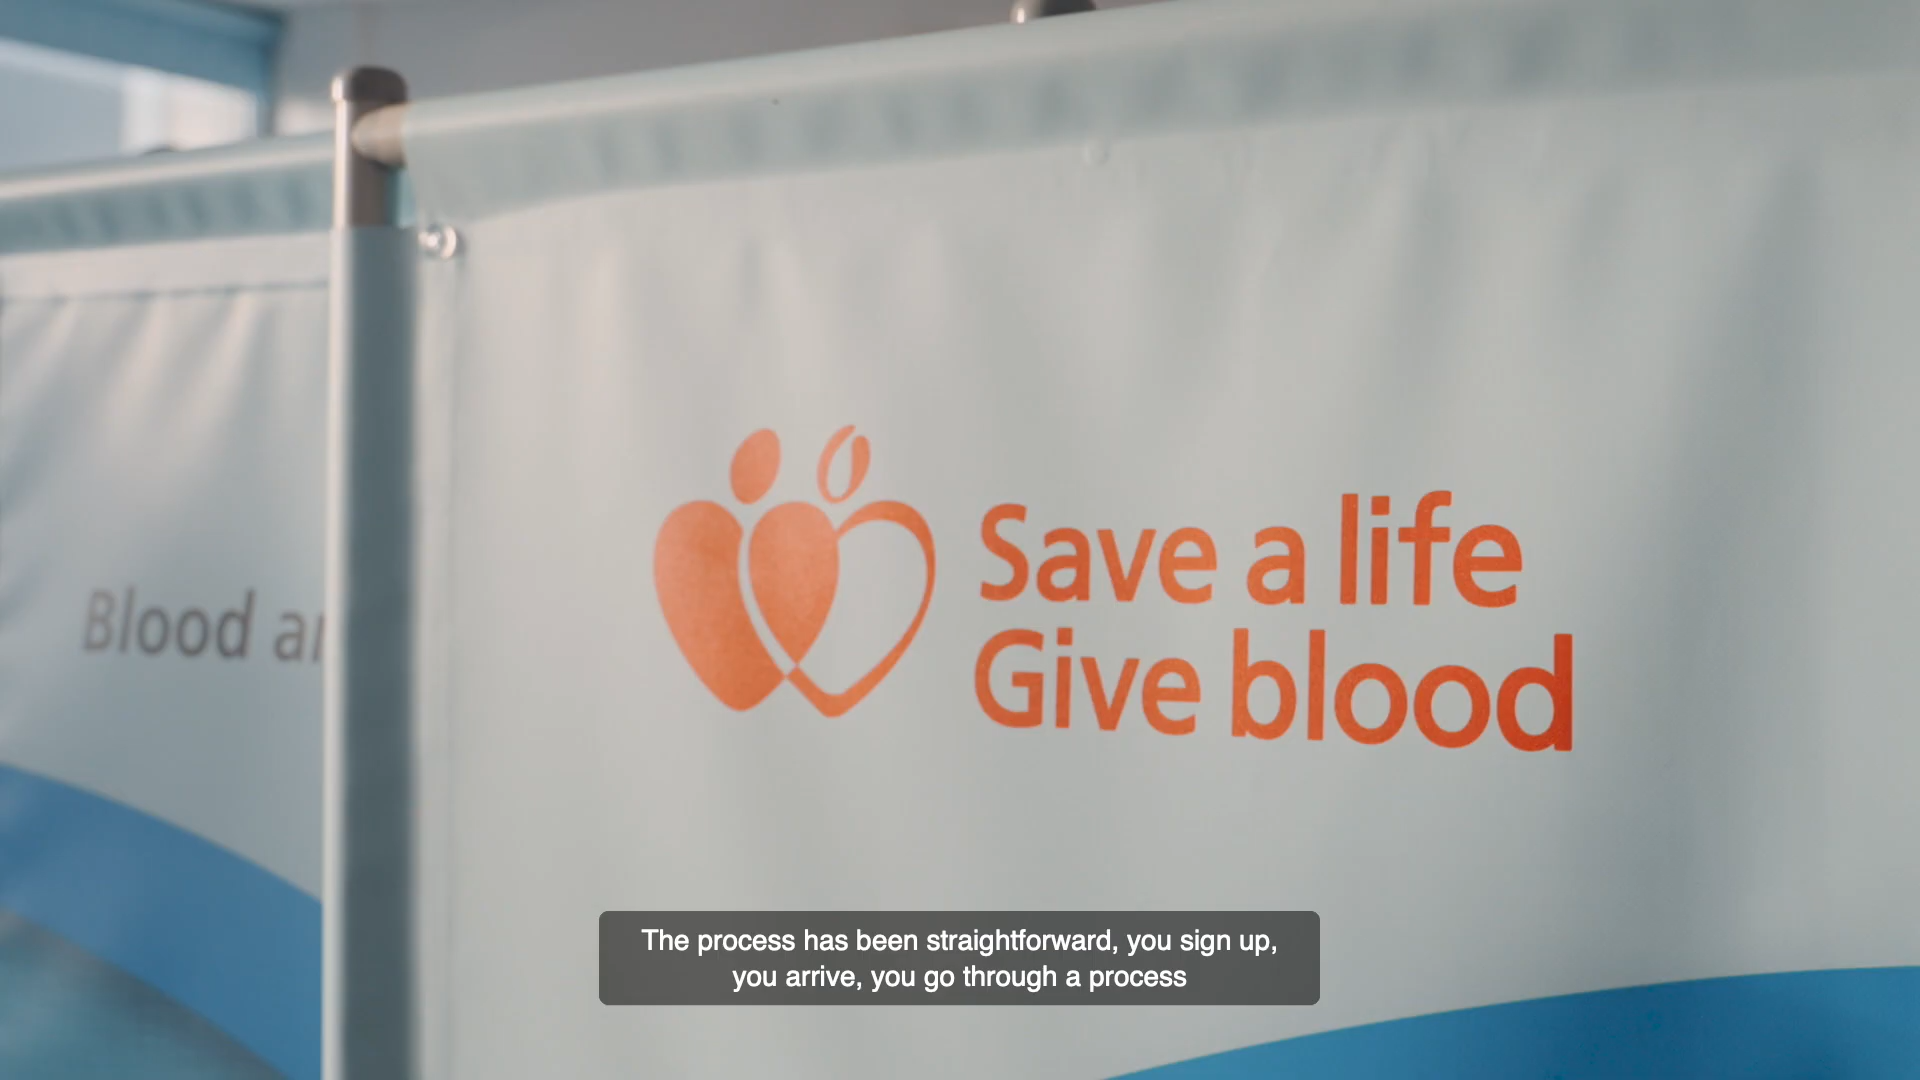 Blood
Save a life
Give blood
The process has been straightforward, you sign up,
you arrive, you go through a process